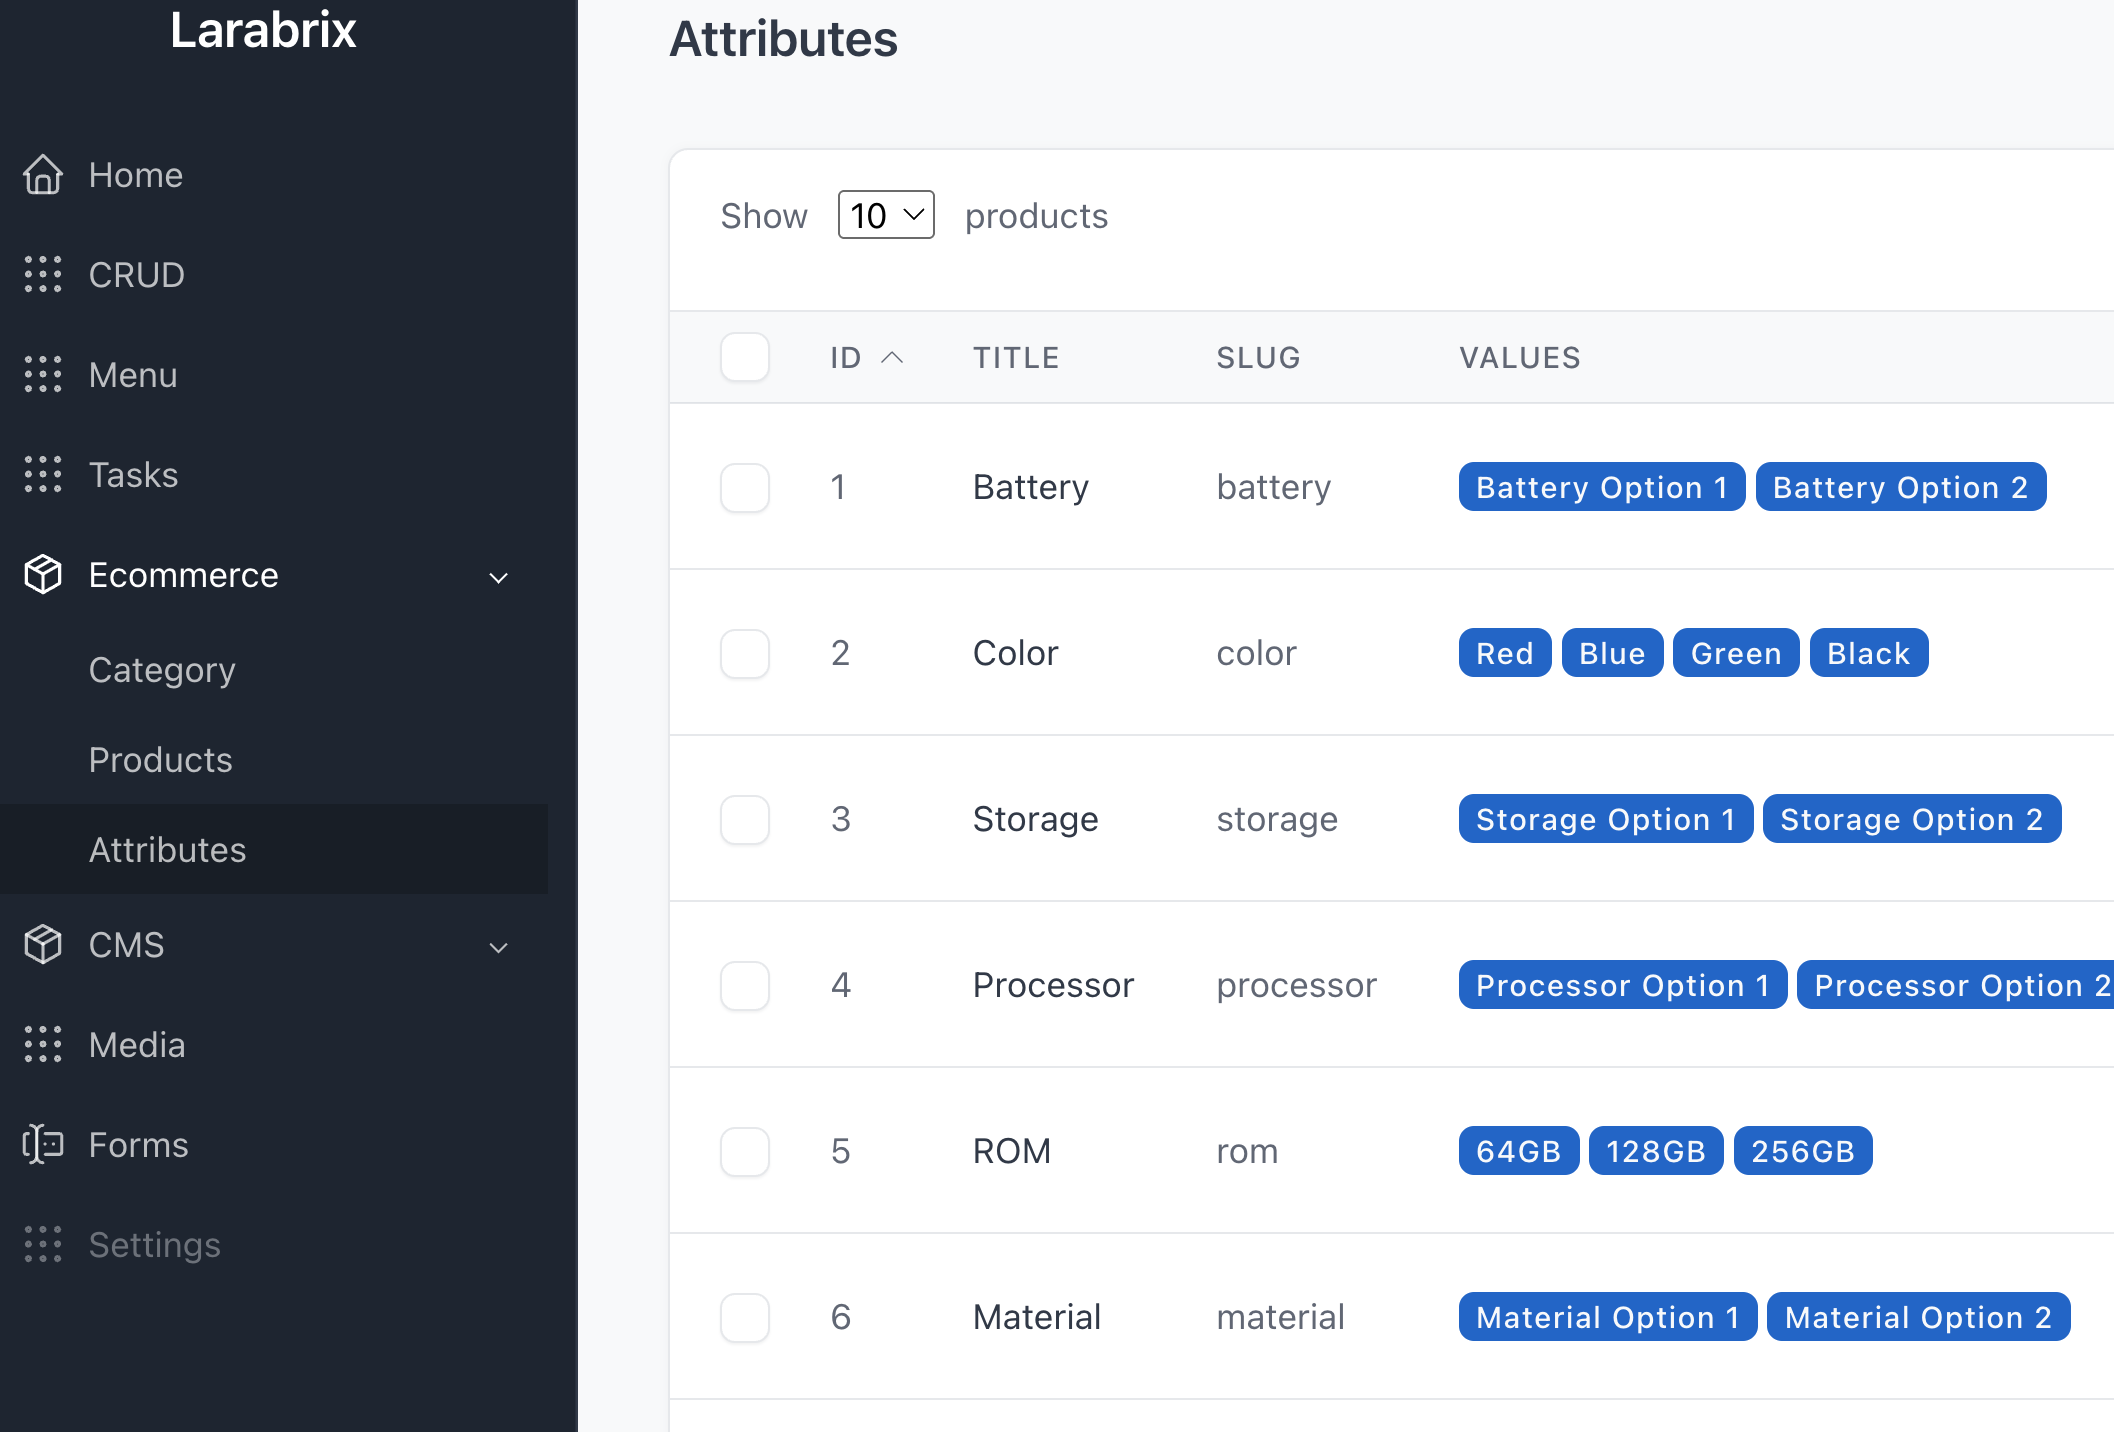 Larabrix
Home
CRUD
Menu
Tasks
Ecommerce
Category
Products
Attributes
CMS
Media
Forms
Settings
Attributes
Show 10 products
ID TITLE SLUG VALUES
1 Battery battery Battery Option 1 Battery Option 2
2 Color color Red Blue Green Black
3 Storage storage Storage Option 1 Storage Option 2
4 Processor processor Processor Option 1 Processor Option 2
5 ROM rom 64GB 128GB 256GB
6 Material material Material Option 1 Material Option 2